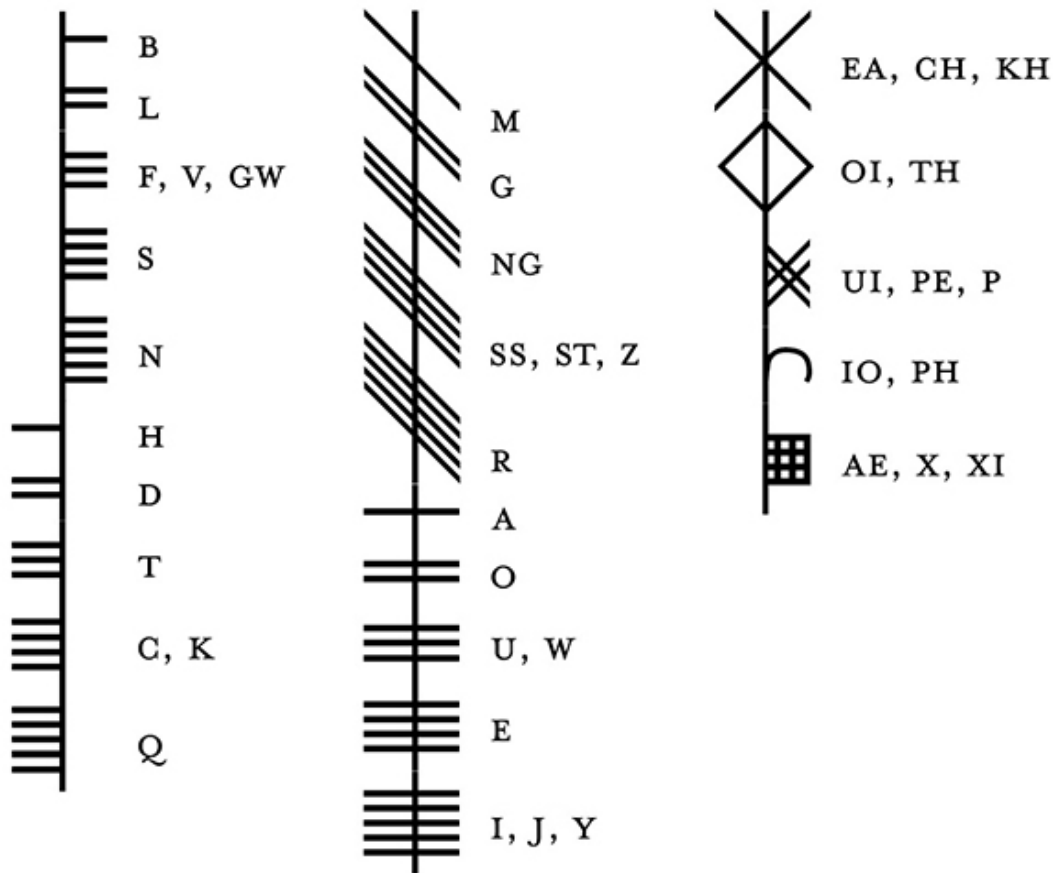 B
L
F, V, GW
S
N
H
D
T
C, K
Q
M
G
NG
SS, ST, Z
R
A
O
U, W
E
I, J, Y
EA, CH, KH
OI, TH
UI, PE, P
IO, PH
AE, X, XI